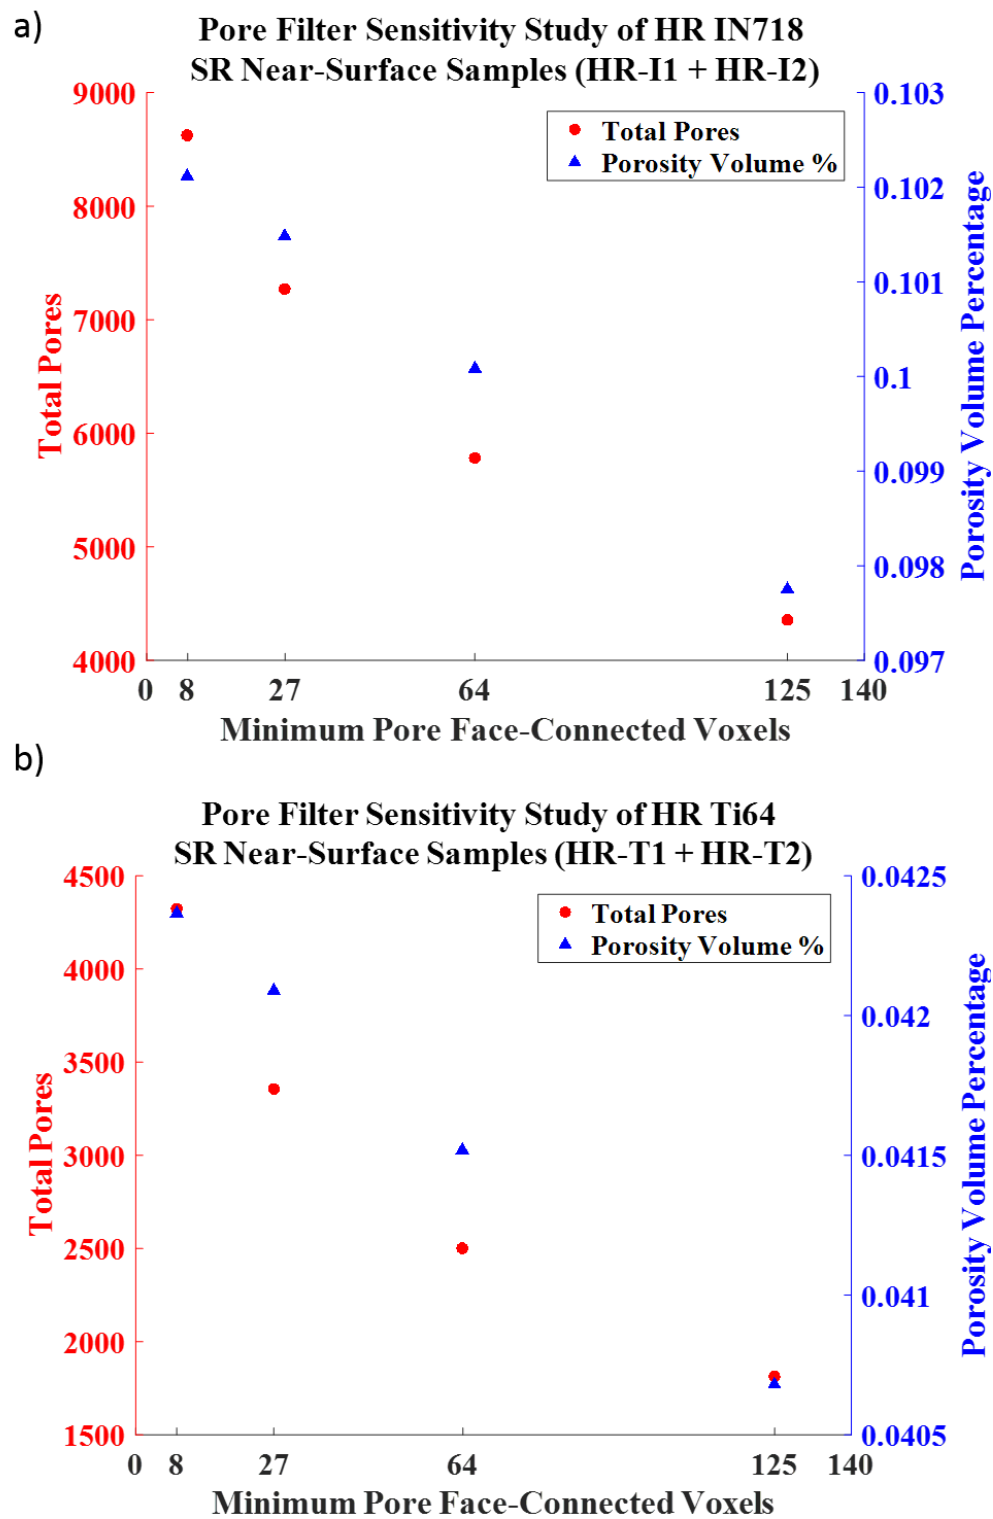 a)
Pore Filter Sensitivity Study of HR IN718
SR Near-Surface Samples (HR-I1 + HR-I2)
9000
8000
7000
6000
5000
4000
Total Pores
0.103
0.102
0.101
0.1
0.099
0.098
0.097
Porosity Volume Percentage
Total Pores
Porosity Volume %
0 8 27 64 125 140
Minimum Pore Face-Connected Voxels
b)
Pore Filter Sensitivity Study of HR Ti64
SR Near-Surface Samples (HR-T1 + HR-T2)
4500
4000
3500
3000
2500
2000
1500
Total Pores
0.0425
0.042
0.0415
0.041
0.0405
Porosity Volume Percentage
Total Pores
Porosity Volume %
0 8 27 64 125 140
Minimum Pore Face-Connected Voxels